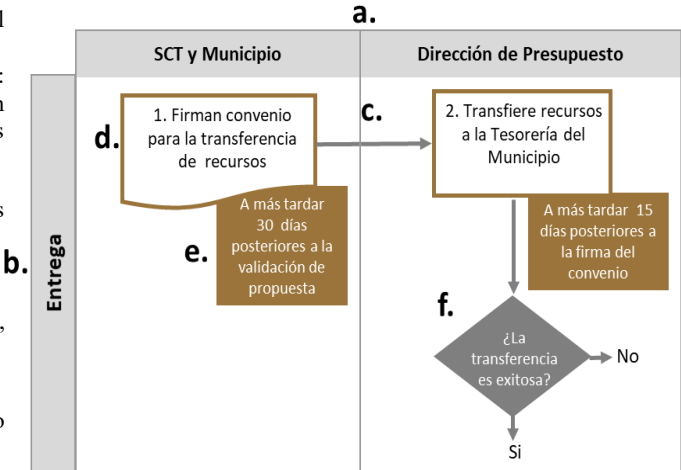 a.
SCT y Municipio
Dirección de Presupuesto
l
:
n
s
s
,
o
b.
Entrega
d.
1. Firman convenio
para la transferencia
de recursos
c.
2. Transfiere recursos
a la Tesorería del
Municipio
e.
A más tardar
30 días
posteriores a la
validación de
propuesta
A más tardar 15
días posteriores a
la firma del
convenio
f.
¿La
transferencia
es exitosa?
No
Si